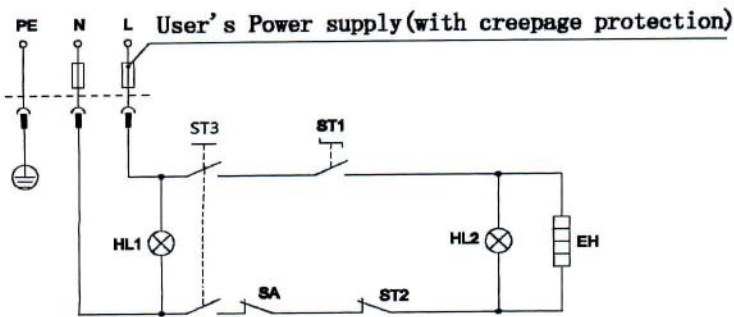 PE N L User's Power supply(with creepage protection)
ST3 ST1
HL1 HL2 EH
SA ST2